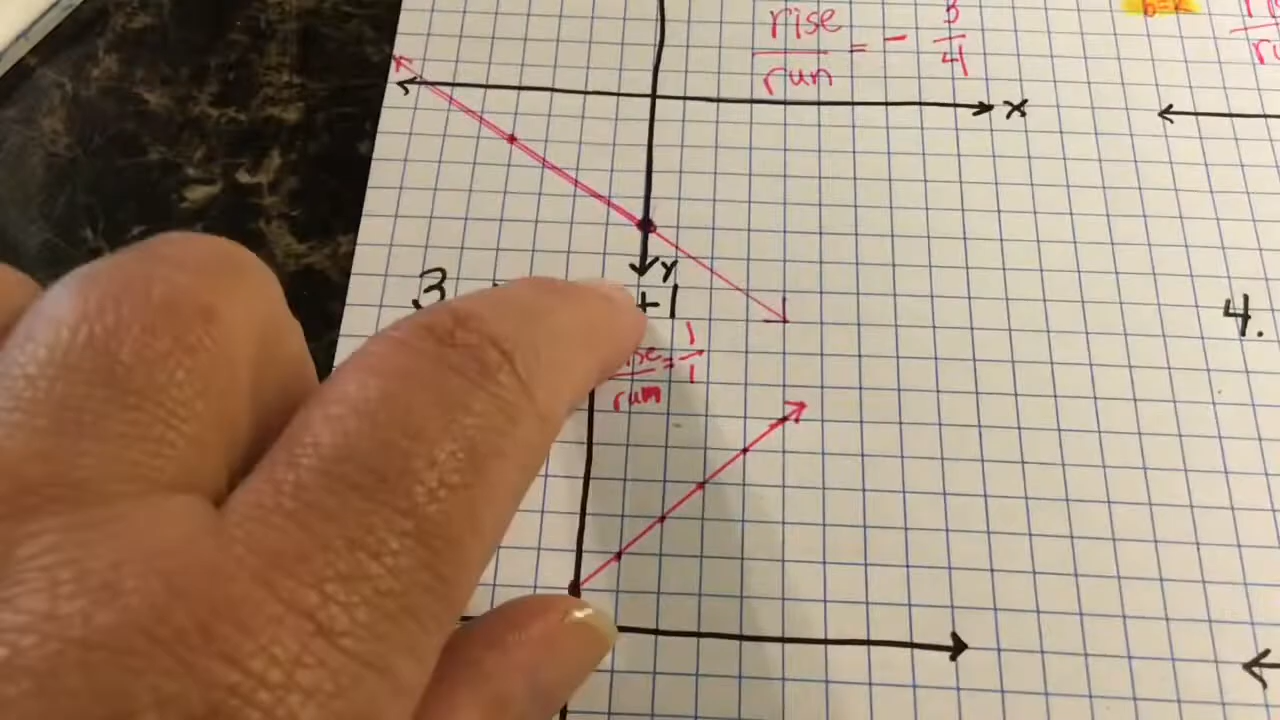 rise
run = - 3/4
b=
x
y
3
+1
rise
run = 1/1
4.